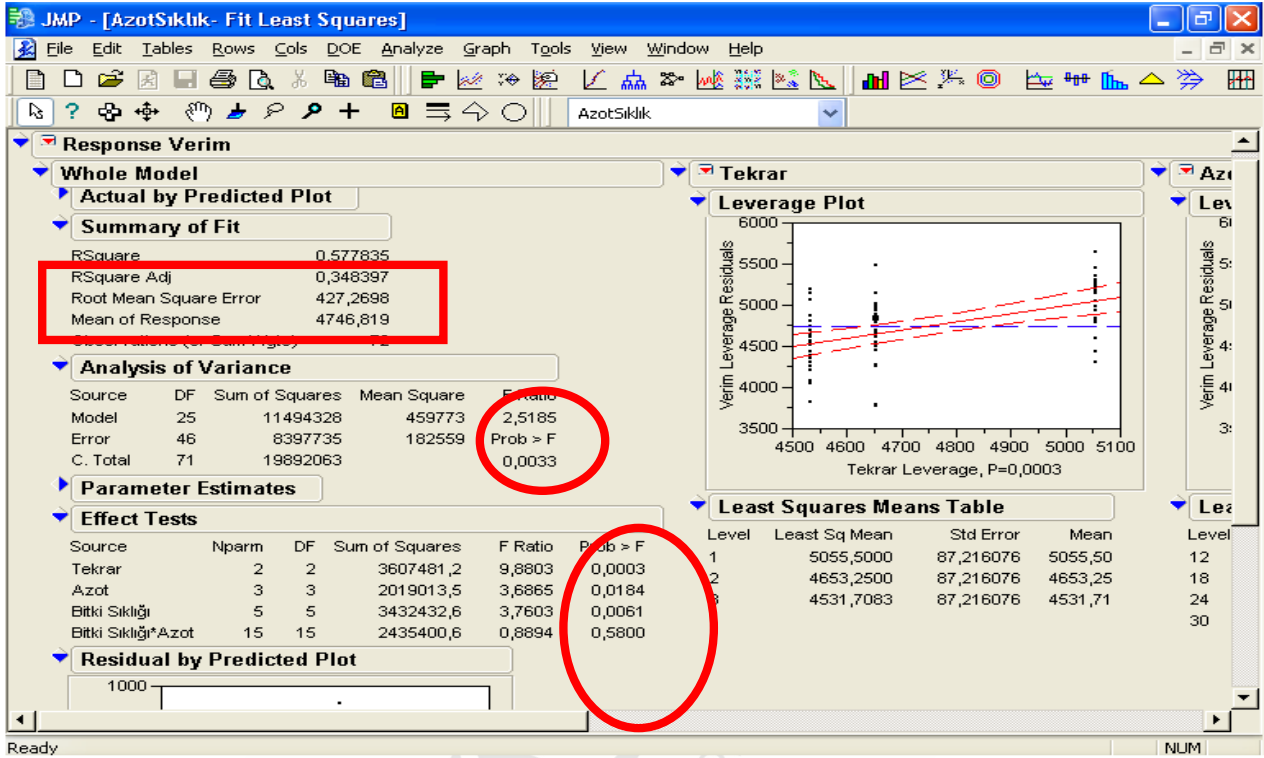 JMP - [AzotSıklık- Fit Least Squares]
File Edit Tables Rows Cols DOE Analyze Graph Tools View Window Help
AzotSıklık
Response Verim
Whole Model
Actual by Predicted Plot
Summary of Fit
RSquare 0,577835
RSquare Adj 0,348397
Root Mean Square Error 427,2698
Mean of Response 4746,819
Observations (or Sum Wgts) 72
Analysis of Variance
Source DF Sum of Squares Mean Square F Ratio
Model 25 11494328 459773 2,5185
Error 46 8397735 182559 Prob > F
C. Total 71 19892063 0,0033
Parameter Estimates
Effect Tests
Source Nparm DF Sum of Squares F Ratio Prob > F
Tekrar 2 2 3607481,2 9,8803 0,0003
Azot 3 3 2019013,5 3,6865 0,0184
Bitki Sıklığı 5 5 3432432,6 3,7603 0,0061
Bitki Sıklığı*Azot 15 15 2435400,6 0,8894 0,5800
Residual by Predicted Plot
1000
Tekrar
Leverage Plot
Verim Leverage Residuals
6000
5500
5000
4500
4000
3500
4500 4600 4700 4800 4900 5000 5100
Tekrar Leverage, P=0,0003
Least Squares Means Table
Level Least Sq Mean Std Error Mean
1 5055,5000 87,216076 5055,50
2 4653,2500 87,216076 4653,25
3 4531,7083 87,216076 4531,71
Level
12
18
24
30
Ready
NUM